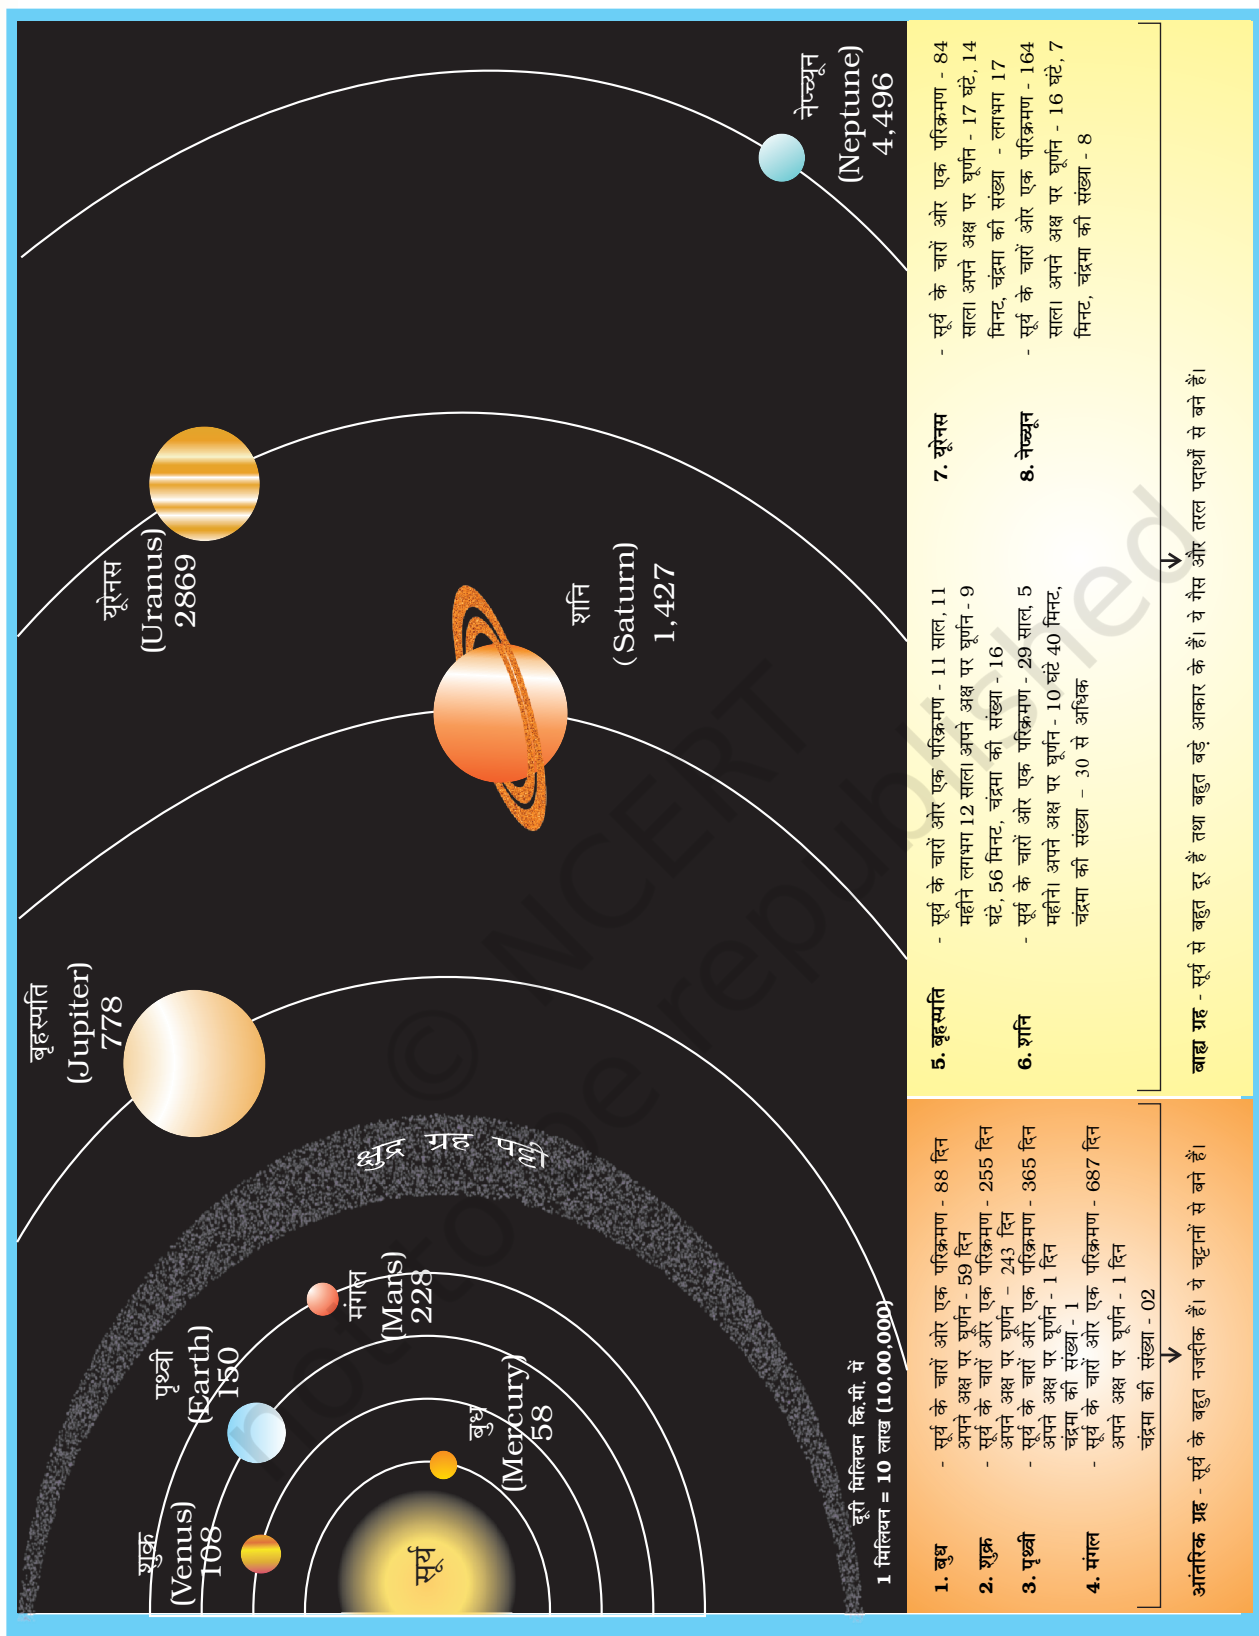 सूर्य
बुध
(Mercury)
58
शुक्र
(Venus)
108
पृथ्वी
(Earth)
150
मंगल
(Mars)
228
क्षुद्र ग्रह पट्टी
बृहस्पति
(Jupiter)
778
शनि
(Saturn)
1,427
यूरेनस
(Uranus)
2869
नेप्च्यून
(Neptune)
4,496
दूरी मिलियन कि.मी. में
1 मिलियन = 10 लाख (10,00,000)
1. बुध - सूर्य के चारों ओर एक परिक्रमण - 88 दिन
अपने अक्ष पर घूर्णन - 59 दिन
2. शुक्र - सूर्य के चारों ओर एक परिक्रमण - 255 दिन
अपने अक्ष पर घूर्णन – 243 दिन
3. पृथ्वी - सूर्य के चारों ओर एक परिक्रमण - 365 दिन
अपने अक्ष पर घूर्णन - 1 दिन
चंद्रमा की संख्या - 1
4. मंगल - सूर्य के चारों ओर एक परिक्रमण - 687 दिन
अपने अक्ष पर घूर्णन - 1 दिन
चंद्रमा की संख्या - 02
आंतरिक ग्रह - सूर्य के बहुत नजदीक हैं। ये चट्टानों से बने हैं।
5. बृहस्पति - सूर्य के चारों ओर एक परिक्रमण - 11 साल, 11
महीने लगभग 12 साल। अपने अक्ष पर घूर्णन - 9
घंटे, 56 मिनट, चंद्रमा की संख्या - 16
6. शनि - सूर्य के चारों ओर एक परिक्रमण - 29 साल, 5
महीने। अपने अक्ष पर घूर्णन - 10 घंटे 40 मिनट,
चंद्रमा की संख्या – 30 से अधिक
7. यूरेनस - सूर्य के चारों ओर एक परिक्रमण - 84
साल। अपने अक्ष पर घूर्णन - 17 घंटे, 14
मिनट, चंद्रमा की संख्या - लगभग 17
8. नेप्च्यून - सूर्य के चारों ओर एक परिक्रमण - 164
साल। अपने अक्ष पर घूर्णन - 16 घंटे, 7
मिनट, चंद्रमा की संख्या - 8
बाह्य ग्रह - सूर्य से बहुत दूर हैं तथा बहुत बड़े आकार के हैं। ये गैस और तरल पदार्थों से बने हैं।
© NCERT
not to be republished